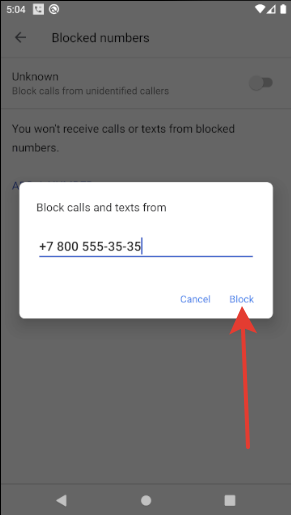 5:04
Blocked numbers
Unknown
Block calls from unidentified callers
You won't receive calls or texts from blocked
numbers.
Block calls and texts from
+7 800 555-35-35
Cancel Block